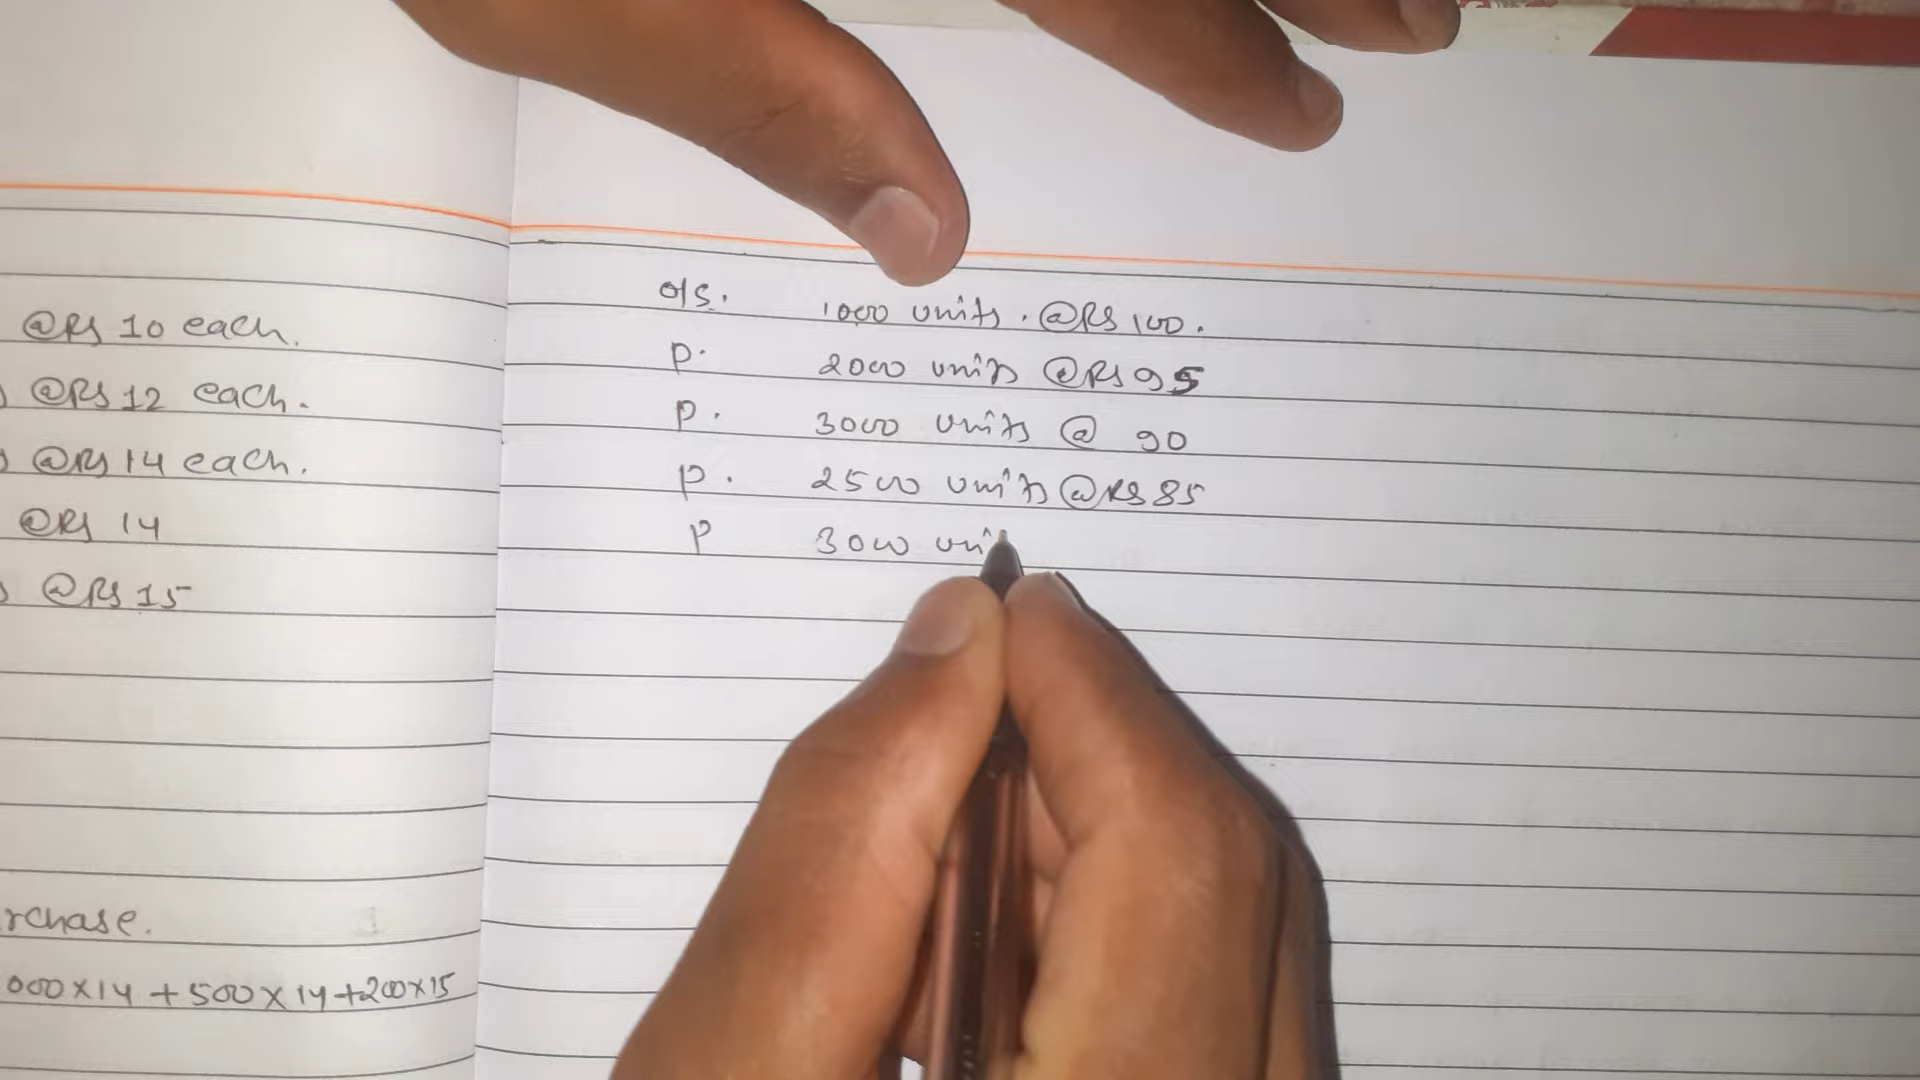 @Rs 10 each.
@Rs 12 each.
@Rs 14 each.
@Rs 14
@Rs 15
rchase.
000x14 + 500x14+200x15
O/S. 1000 units. @Rs 100.
P. 2000 units @Rs 95
P. 3000 units @ 90
P. 2500 units @Rs 85
P 3000 uni